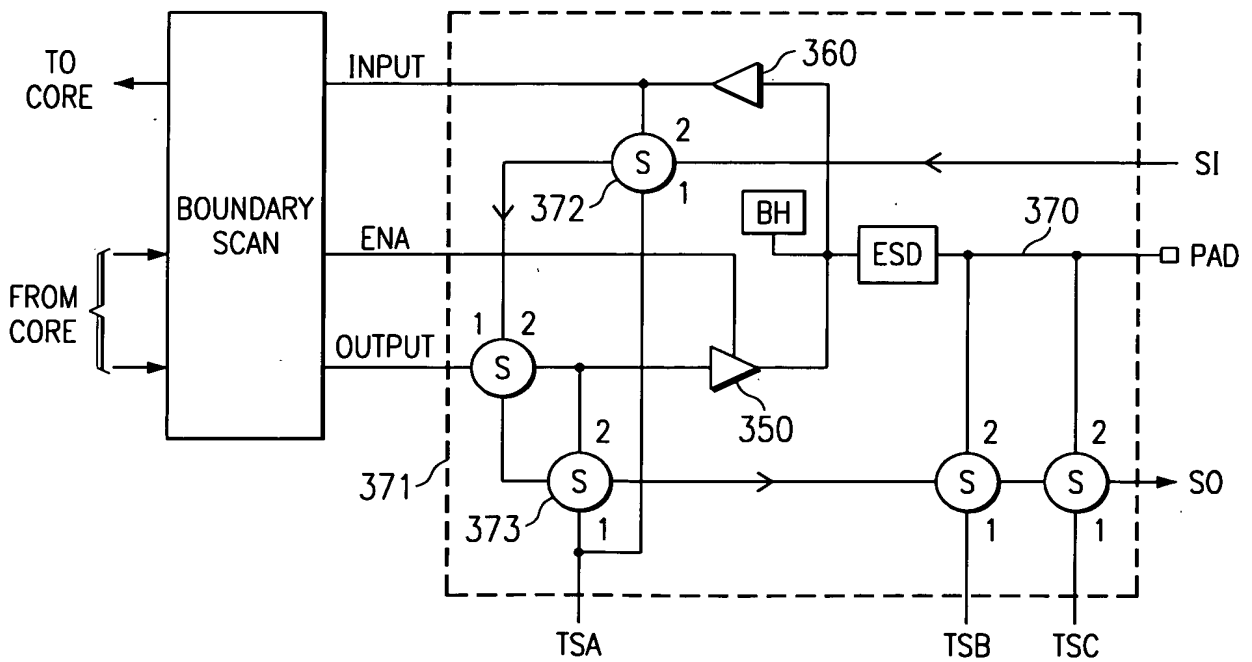 TO
CORE
INPUT
360
2
S
1
372
SI
BOUNDARY
SCAN
BH
370
ENA
ESD
PAD
FROM
CORE
1
2
OUTPUT
S
350
2
2
2
371
S
S
S
SO
373
1
1
1
TSA
TSB
TSC